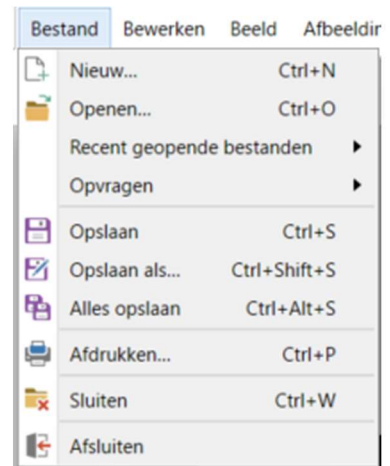 Bestand Bewerken Beeld Afbeeldin
Nieuw... Ctrl+N
Openen... Ctrl+O
Recent geopende bestanden
Opvragen
Opslaan Ctrl+S
Opslaan als... Ctrl+Shift+S
Alles opslaan Ctrl+Alt+S
Afdrukken... Ctrl+P
Sluiten Ctrl+W
Afsluiten